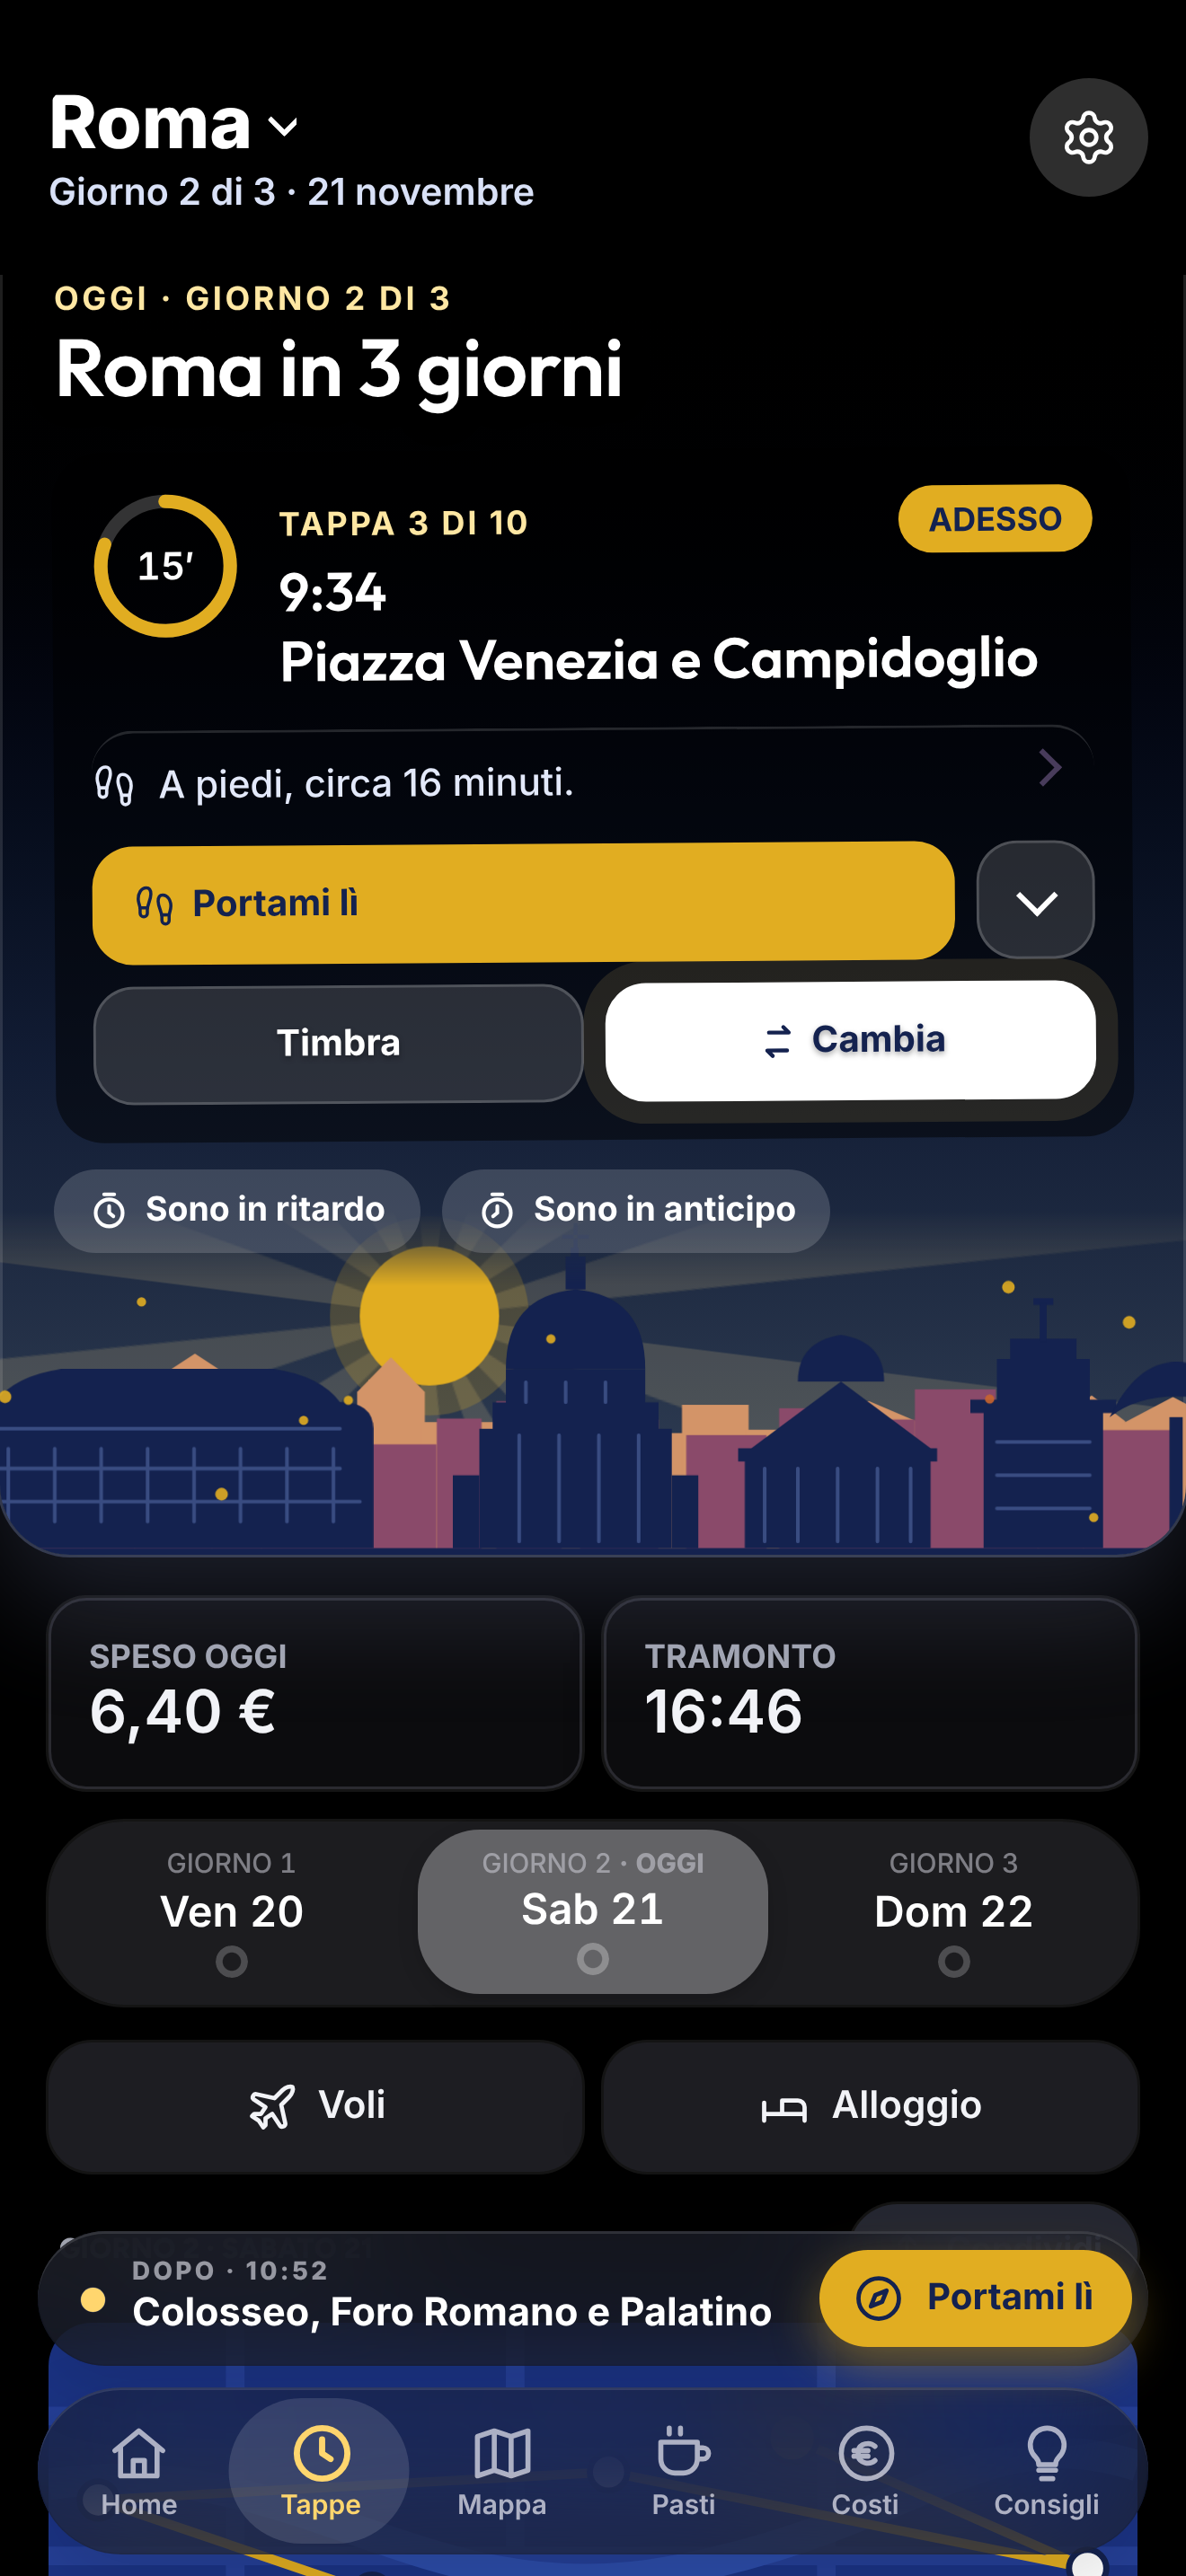 Roma
Giorno 2 di 3 · 21 novembre
OGGI · GIORNO 2 DI 3
Roma in 3 giorni
15′
TAPPA 3 DI 10
ADESSO
9:34
Piazza Venezia e Campidoglio
A piedi, circa 16 minuti.
Portami lì
Timbra
Cambia
Sono in ritardo
Sono in anticipo
SPESO OGGI
6,40 €
TRAMONTO
16:46
GIORNO 1
Ven 20
GIORNO 2 · OGGI
Sab 21
GIORNO 3
Dom 22
Voli
Alloggio
GIORNO 2 · SABATO 21
DOPO · 10:52
Colosseo, Foro Romano e Palatino
Portami lì
Home
Tappe
Mappa
Pasti
Costi
Consigli